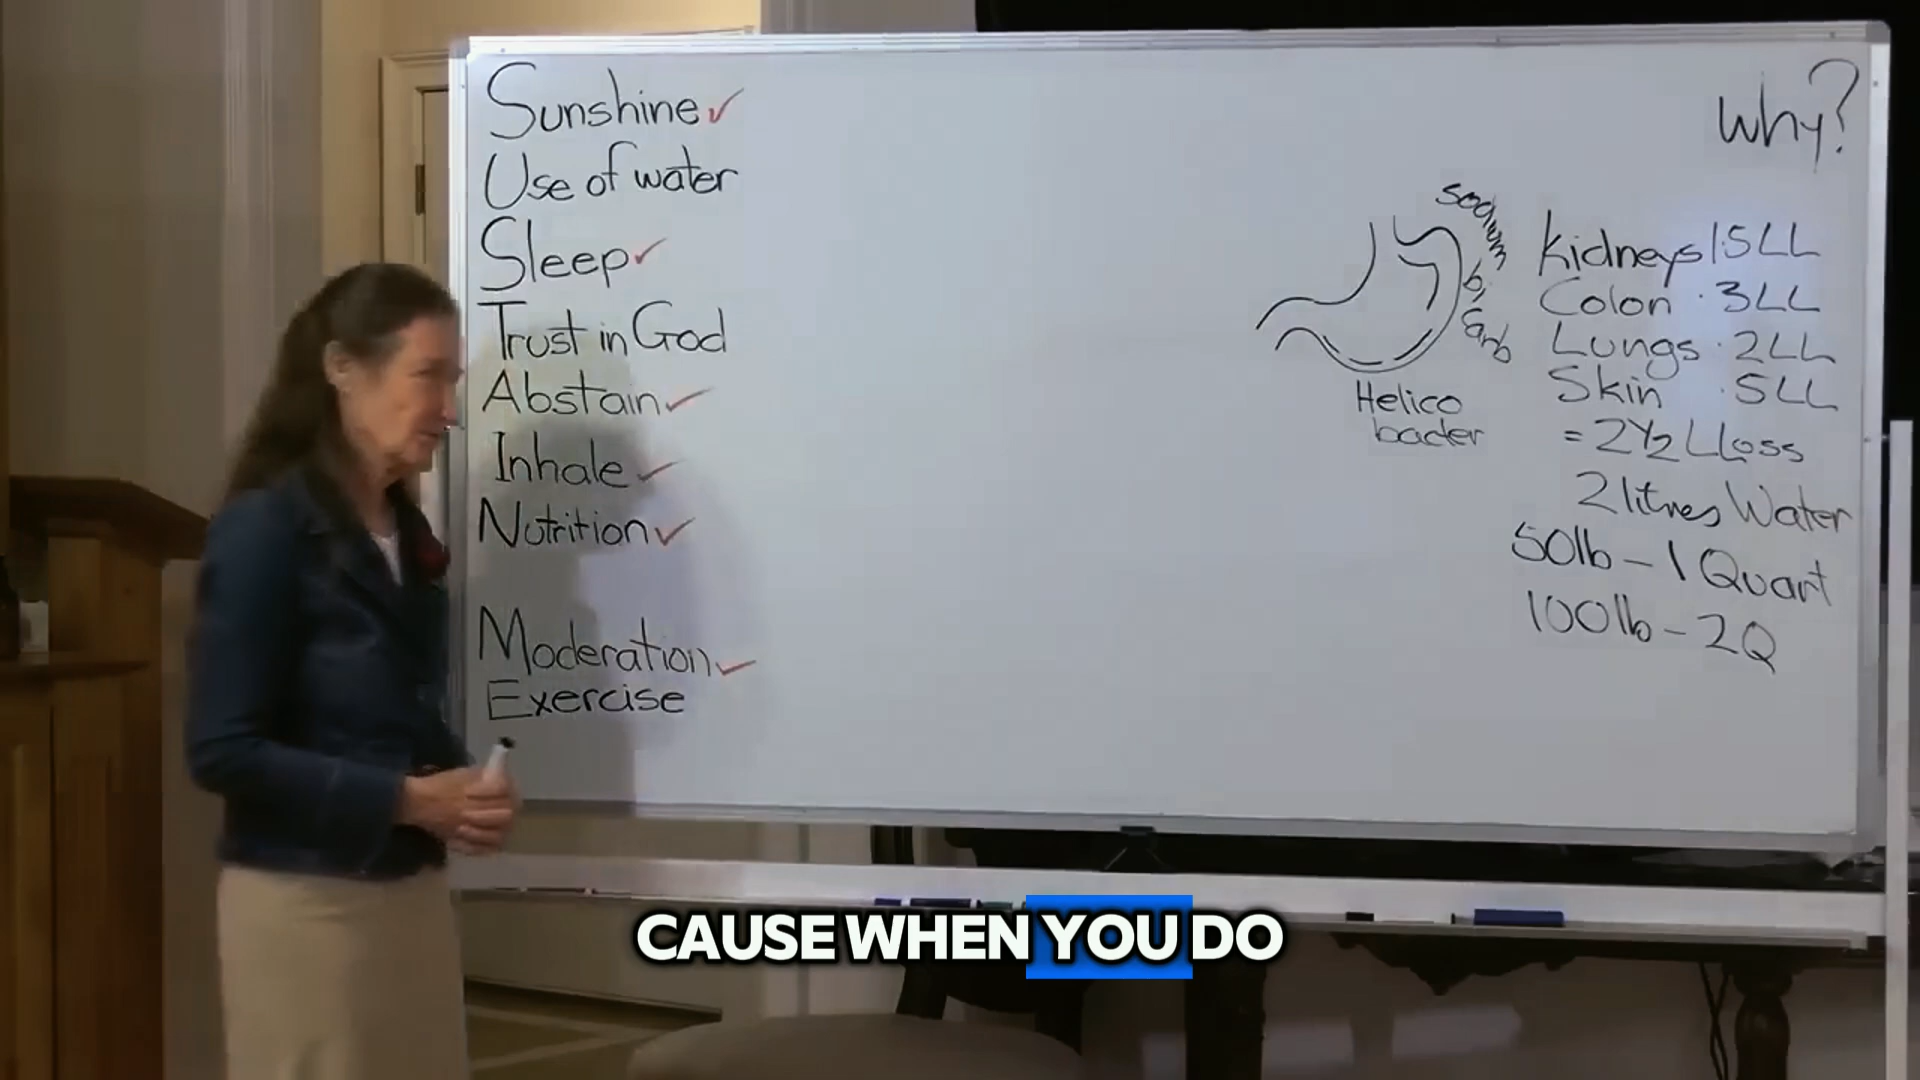 Sunshine✓
Use of water
Sleep✓
Trust in God
Abstain✓
Inhale✓
Nutrition✓
Moderation✓
Exercise
Why?
Sodium
bi
Carb
Helico
bacter
Kidneys 1.5LL
Colon .3LL
Lungs .2LL
Skin .5LL
= 2½ L Loss
2 litres Water
50lb – 1 Quart
100lb – 2Q
CAUSE WHEN YOU DO